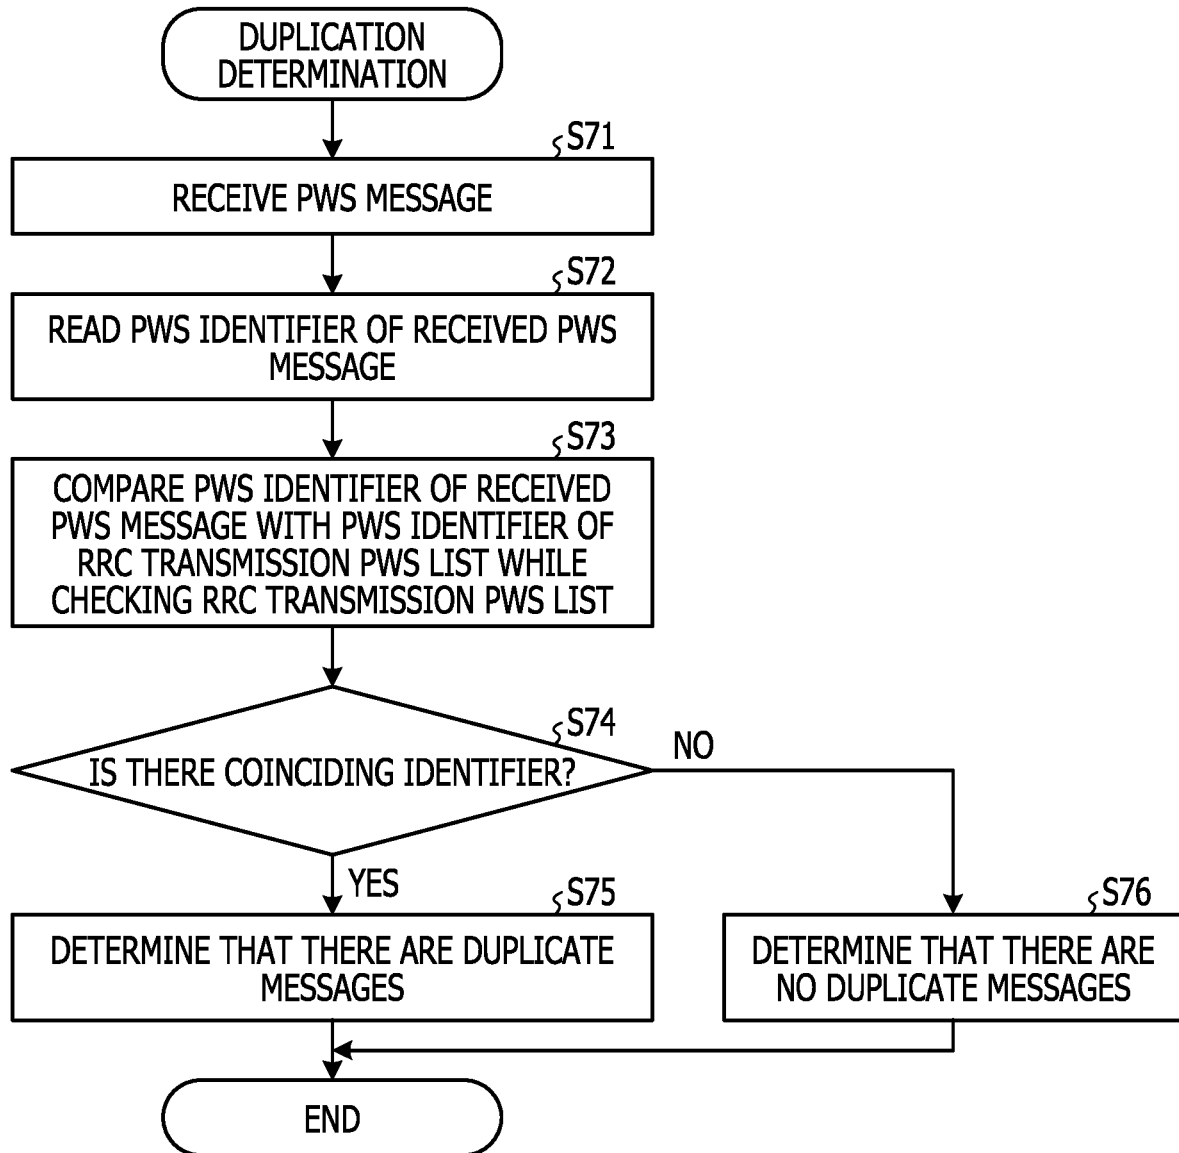 DUPLICATION
DETERMINATION
S71
RECEIVE PWS MESSAGE
S72
READ PWS IDENTIFIER OF RECEIVED PWS
MESSAGE
S73
COMPARE PWS IDENTIFIER OF RECEIVED
PWS MESSAGE WITH PWS IDENTIFIER OF
RRC TRANSMISSION PWS LIST WHILE
CHECKING RRC TRANSMISSION PWS LIST
S74
IS THERE COINCIDING IDENTIFIER?
NO
YES
S75
DETERMINE THAT THERE ARE DUPLICATE
MESSAGES
S76
DETERMINE THAT THERE ARE
NO DUPLICATE MESSAGES
END